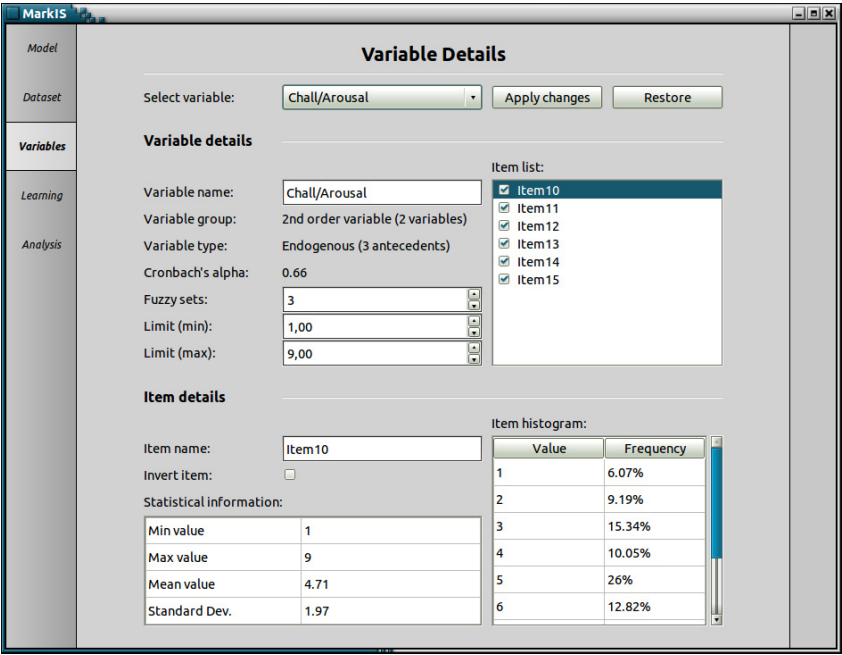 MarkIS
Model
Dataset
Variables
Learning
Analysis
Variable Details
Select variable: Chall/Arousal Apply changes Restore
Variable details
Variable name: Chall/Arousal
Variable group: 2nd order variable (2 variables)
Variable type: Endogenous (3 antecedents)
Cronbach's alpha: 0.66
Fuzzy sets: 3
Limit (min): 1,00
Limit (max): 9,00
Item list:
Item10
Item11
Item12
Item13
Item14
Item15
Item details
Item name: Item10
Invert item:
Statistical information:
Min value 1
Max value 9
Mean value 4.71
Standard Dev. 1.97
Item histogram:
Value Frequency
1 6.07%
2 9.19%
3 15.34%
4 10.05%
5 26%
6 12.82%